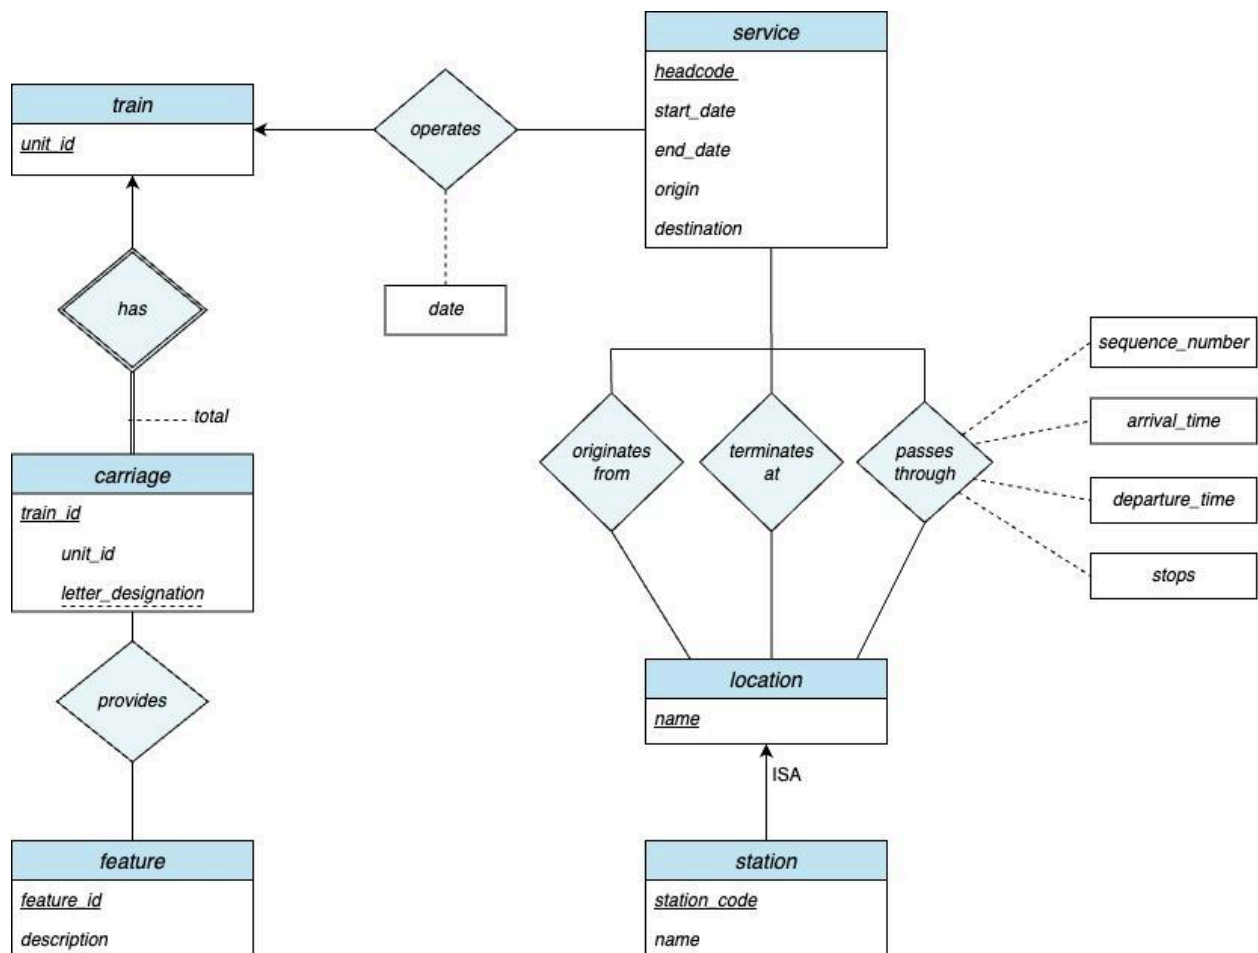 service
headcode
start_date
end_date
origin
destination
train
unit_id
operates
date
has
total
carriage
train_id
unit_id
letter_designation
provides
feature
feature_id
description
originates
from
terminates
at
passes
through
sequence_number
arrival_time
departure_time
stops
location
name
ISA
station
station_code
name